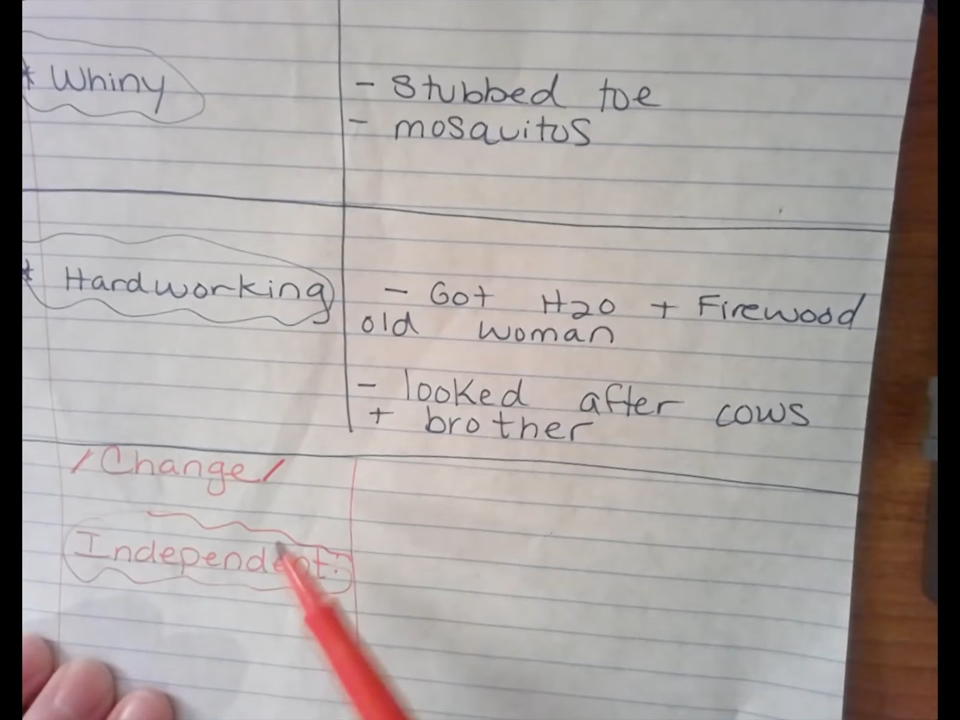 * Whiny
- Stubbed toe
- mosquitos
* Hardworking
- Got H2O + Firewood
old woman
- looked after cows
+ brother
/Change/
Independent: